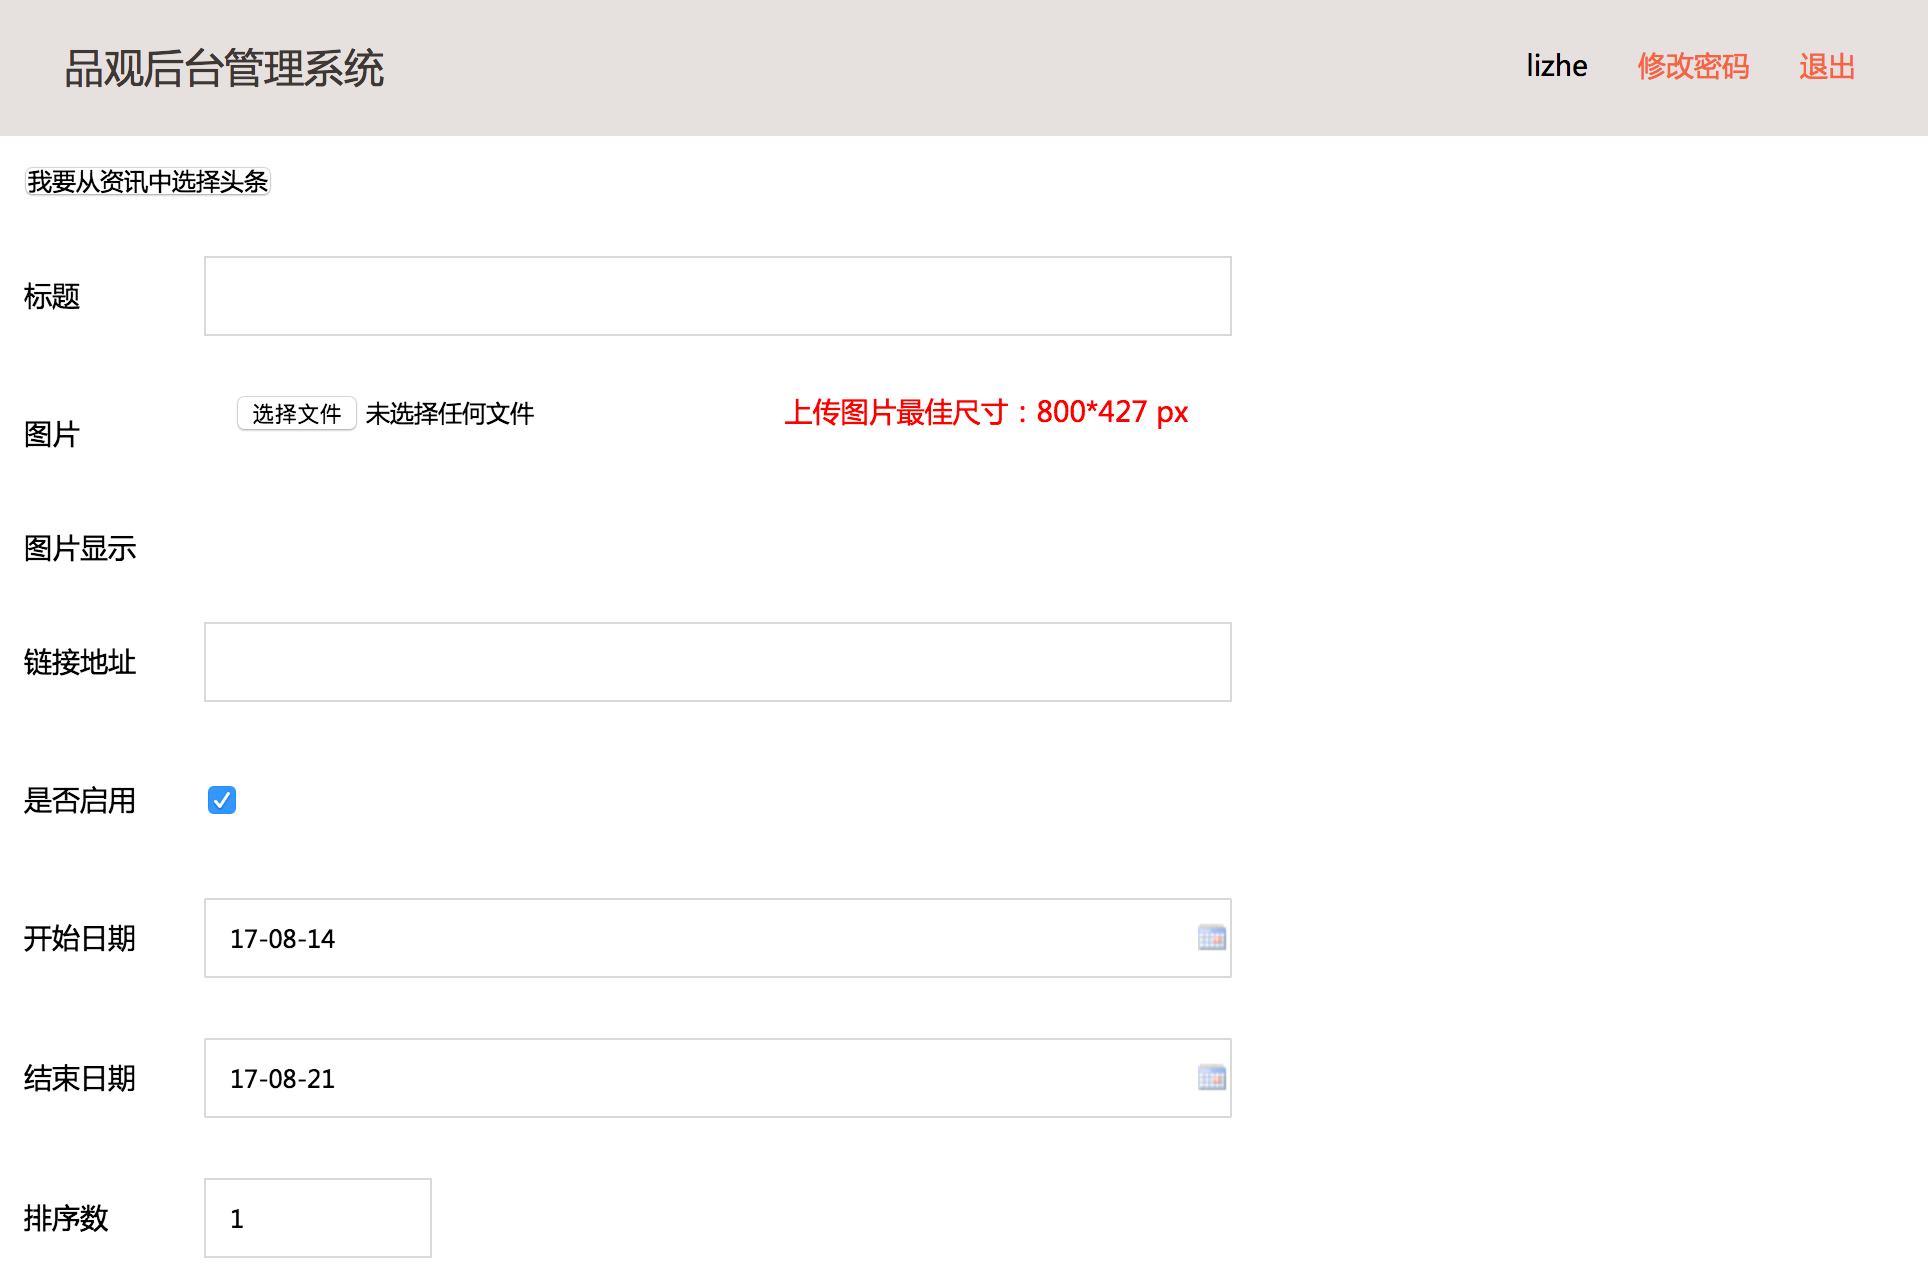 品观后台管理系统 lizhe 修改密码 退出
我要从资讯中选择头条
标题
图片 选择文件 未选择任何文件 上传图片最佳尺寸：800*427 px
图片显示
链接地址
是否启用
开始日期 17-08-14
结束日期 17-08-21
排序数 1